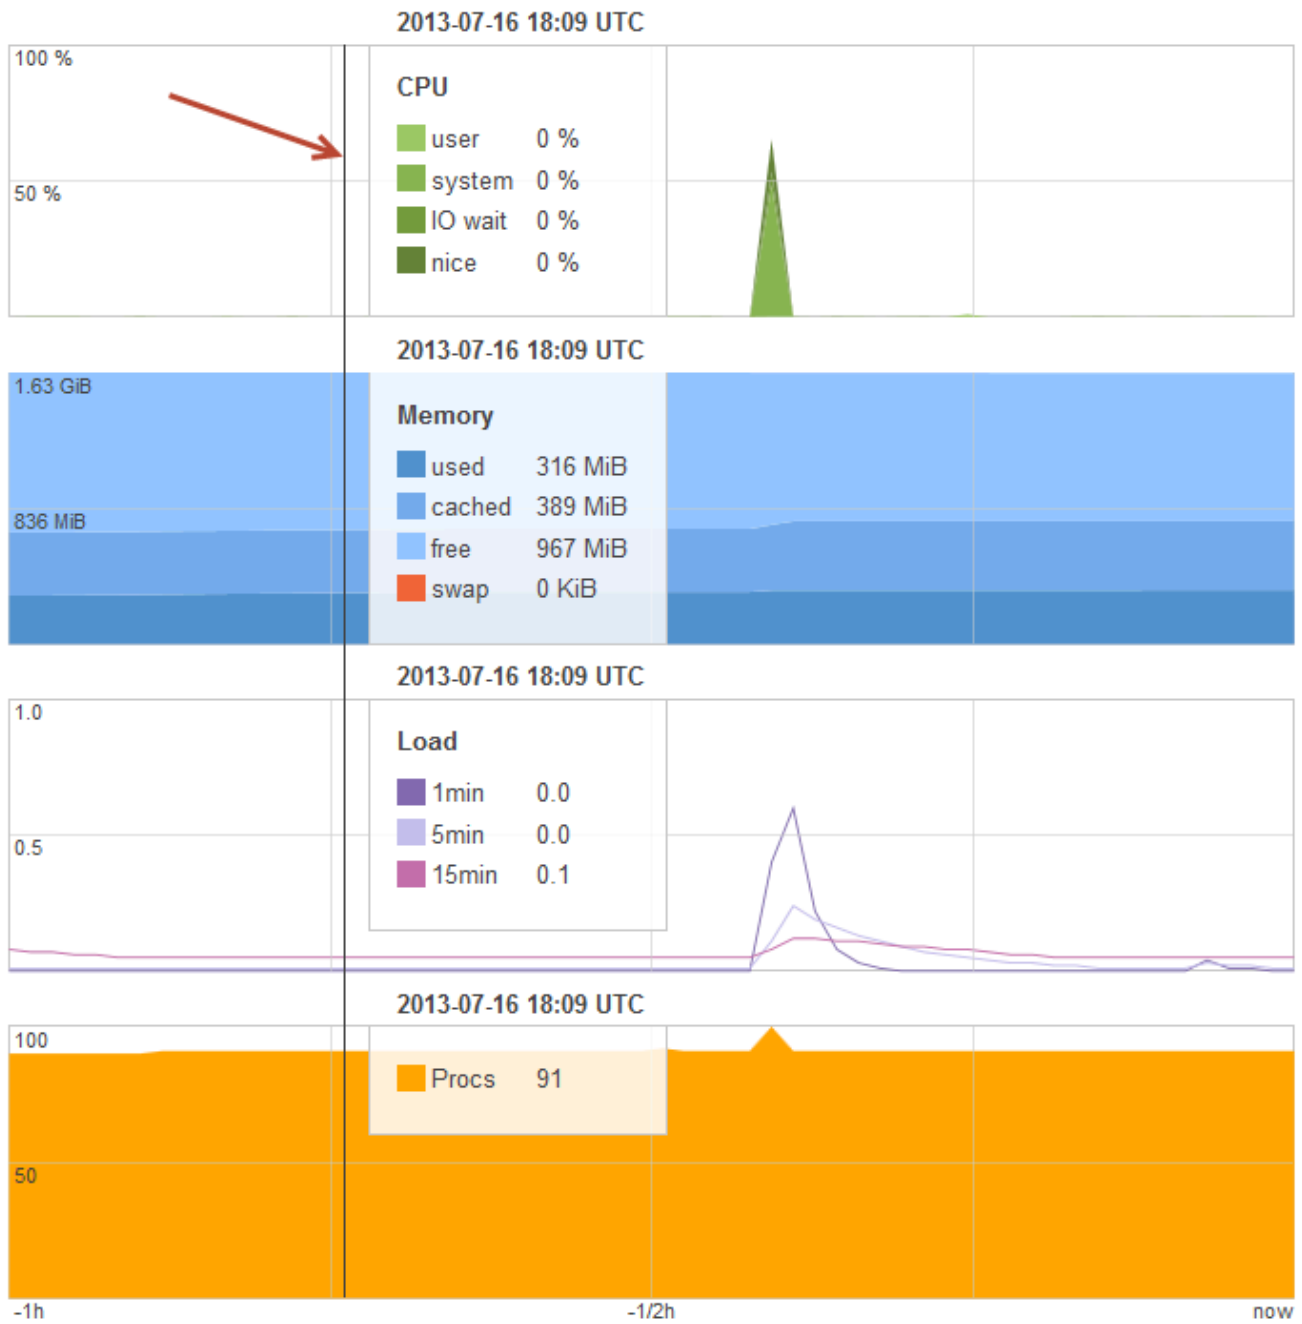 2013-07-16 18:09 UTC
100 %
CPU
user 0 %
system 0 %
50 %
IO wait 0 %
nice 0 %
2013-07-16 18:09 UTC
1.63 GiB
Memory
used 316 MiB
cached 389 MiB
836 MiB
free 967 MiB
swap 0 KiB
2013-07-16 18:09 UTC
1.0
Load
1min 0.0
5min 0.0
0.5
15min 0.1
2013-07-16 18:09 UTC
100
Procs 91
50
-1h -1/2h now